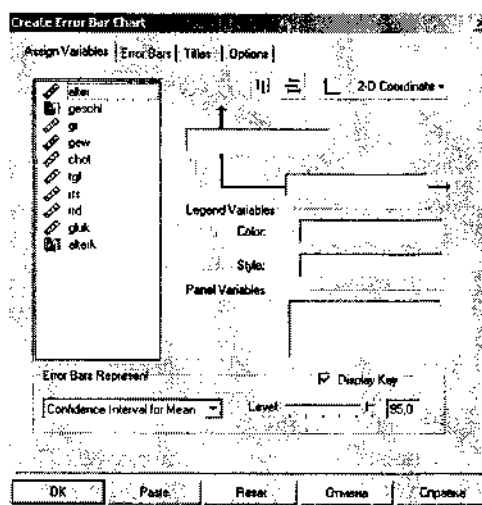 Create Error Bar Chart
Assign Variables Error Bars Titles Options
alter
geschl
gr
gew
chol
tgl
rrs
rrd
gluk
alterk
2-D Coordinate
Legend Variables
Color:
Style:
Panel Variables
Error Bars Represent
Display Key
Confidence Interval for Mean
Level:
95,0
OK Paste Reset Отмена Справка